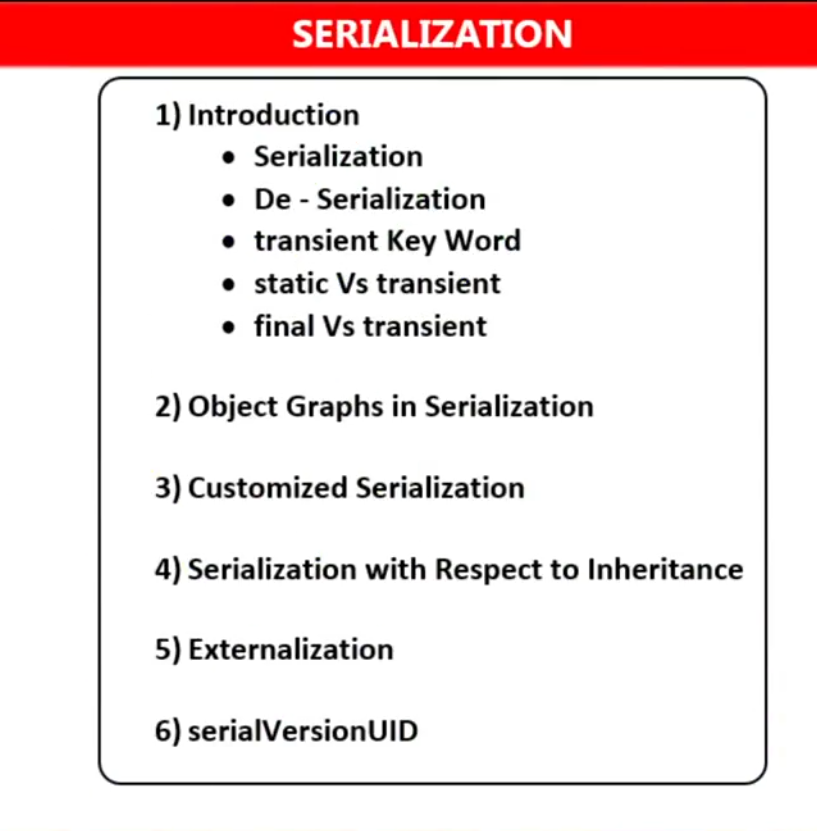 SERIALIZATION
1) Introduction
• Serialization
• De - Serialization
• transient Key Word
• static Vs transient
• final Vs transient
2) Object Graphs in Serialization
3) Customized Serialization
4) Serialization with Respect to Inheritance
5) Externalization
6) serialVersionUID